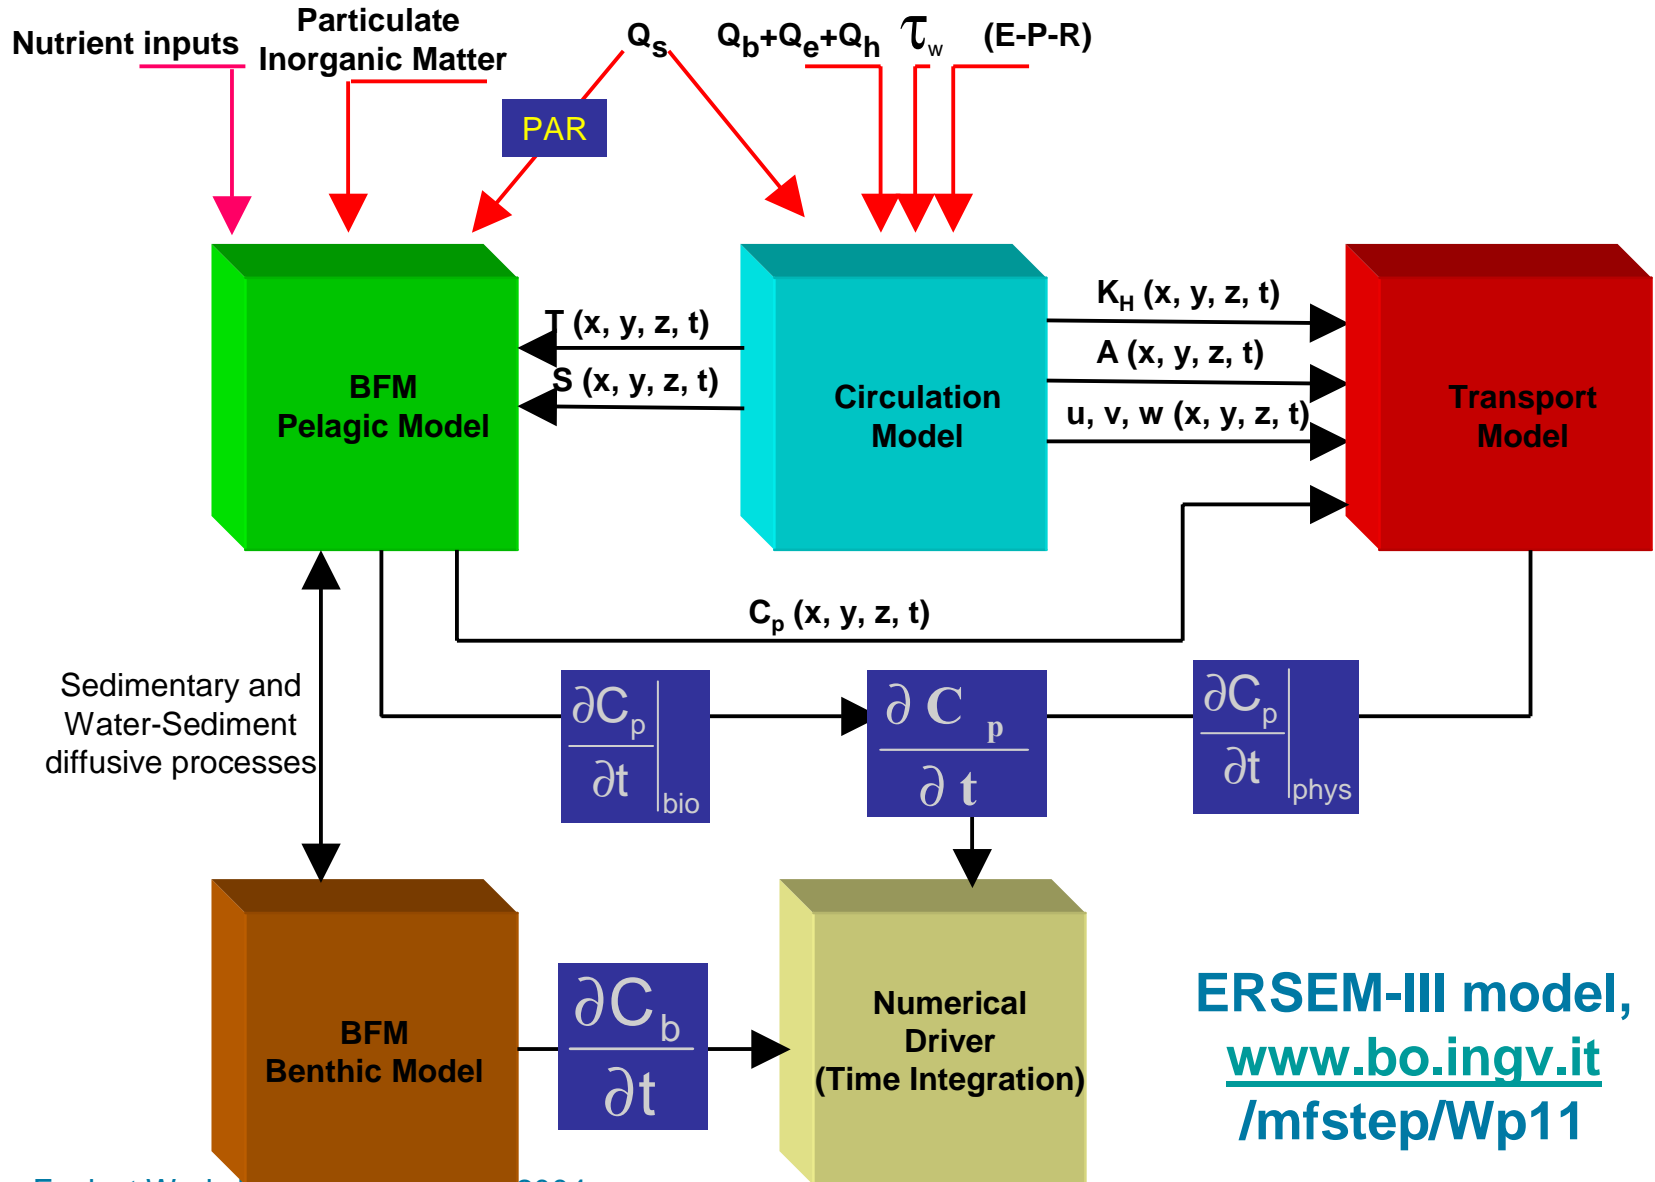 Nutrient inputs
Particulate
Inorganic Matter
Qs
Qb+Qe+Qh
τw
(E-P-R)
PAR
T (x, y, z, t)
S (x, y, z, t)
BFM
Pelagic Model
Circulation
Model
KH (x, y, z, t)
A (x, y, z, t)
u, v, w (x, y, z, t)
Transport
Model
Cp (x, y, z, t)
Sedimentary and
Water-Sediment
diffusive processes
∂Cp
∂t |bio
∂ C p
∂ t
∂Cp
∂t |phys
BFM
Benthic Model
∂Cb
∂t
Numerical
Driver
(Time Integration)
ERSEM-III model,
www.bo.ingv.it
/mfstep/Wp11